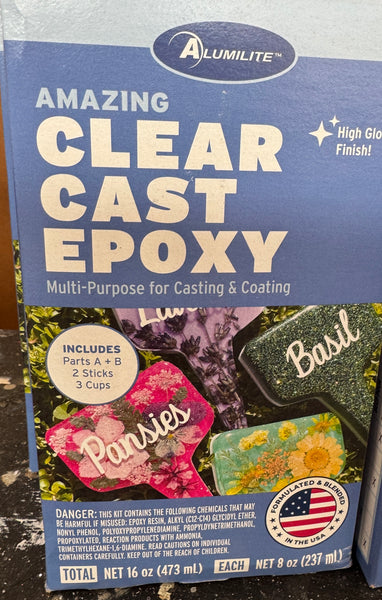 ALUMILITE™
AMAZING
CLEAR
CAST
EPOXY
Multi-Purpose for Casting & Coating
High Glo
Finish!
INCLUDES
Parts A + B
2 Sticks
3 Cups
Lave
Basil
Pansies
FORMULATED & BLENDED
IN THE USA
DANGER: THIS KIT CONTAINS THE FOLLOWING CHEMICALS THAT MAY
BE HARMFUL IF MISUSED: EPOXY RESIN, ALKYL (C12-C14) GLYCIDYL ETHER,
NONYL PHENOL, POLYOXYPROPYLENEDIAMINE, PROPYLIDYNETRIMETHANOL,
PROPOXYLATED, REACTION PRODUCTS WITH AMMONIA,
TRIMETHYLHEXANE-1,6-DIAMINE. READ CAUTIONS ON INDIVIDUAL
CONTAINERS CAREFULLY. KEEP OUT OF THE REACH OF CHILDREN.
TOTAL NET 16 oz (473 mL) EACH NET 8 oz (237 mL)